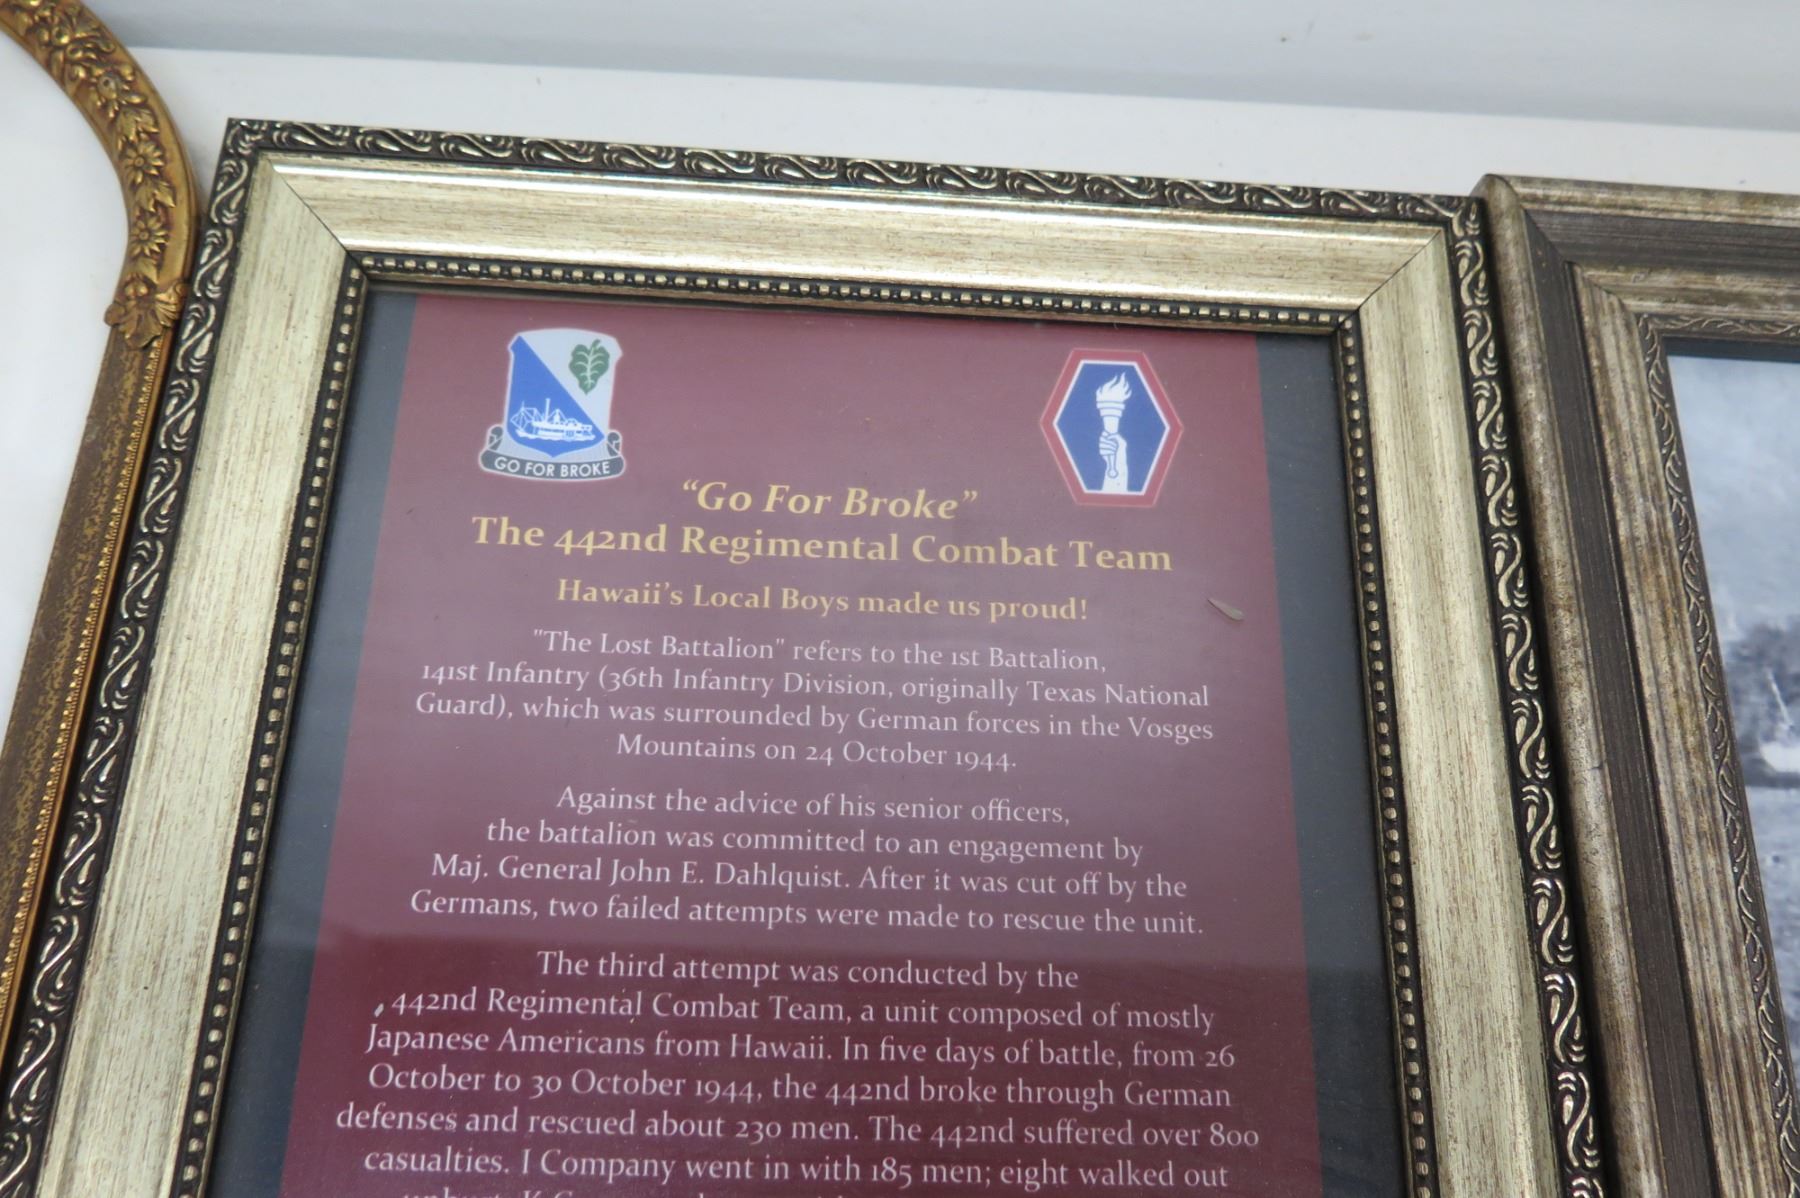 GO FOR BROKE
“Go For Broke”
The 442nd Regimental Combat Team
Hawaii’s Local Boys made us proud!
"The Lost Battalion" refers to the 1st Battalion,
141st Infantry (36th Infantry Division, originally Texas National
Guard), which was surrounded by German forces in the Vosges
Mountains on 24 October 1944.
Against the advice of his senior officers,
the battalion was committed to an engagement by
Maj. General John E. Dahlquist. After it was cut off by the
Germans, two failed attempts were made to rescue the unit.
The third attempt was conducted by the
442nd Regimental Combat Team, a unit composed of mostly
Japanese Americans from Hawaii. In five days of battle, from 26
October to 30 October 1944, the 442nd broke through German
defenses and rescued about 230 men. The 442nd suffered over 800
casualties. I Company went in with 185 men; eight walked out